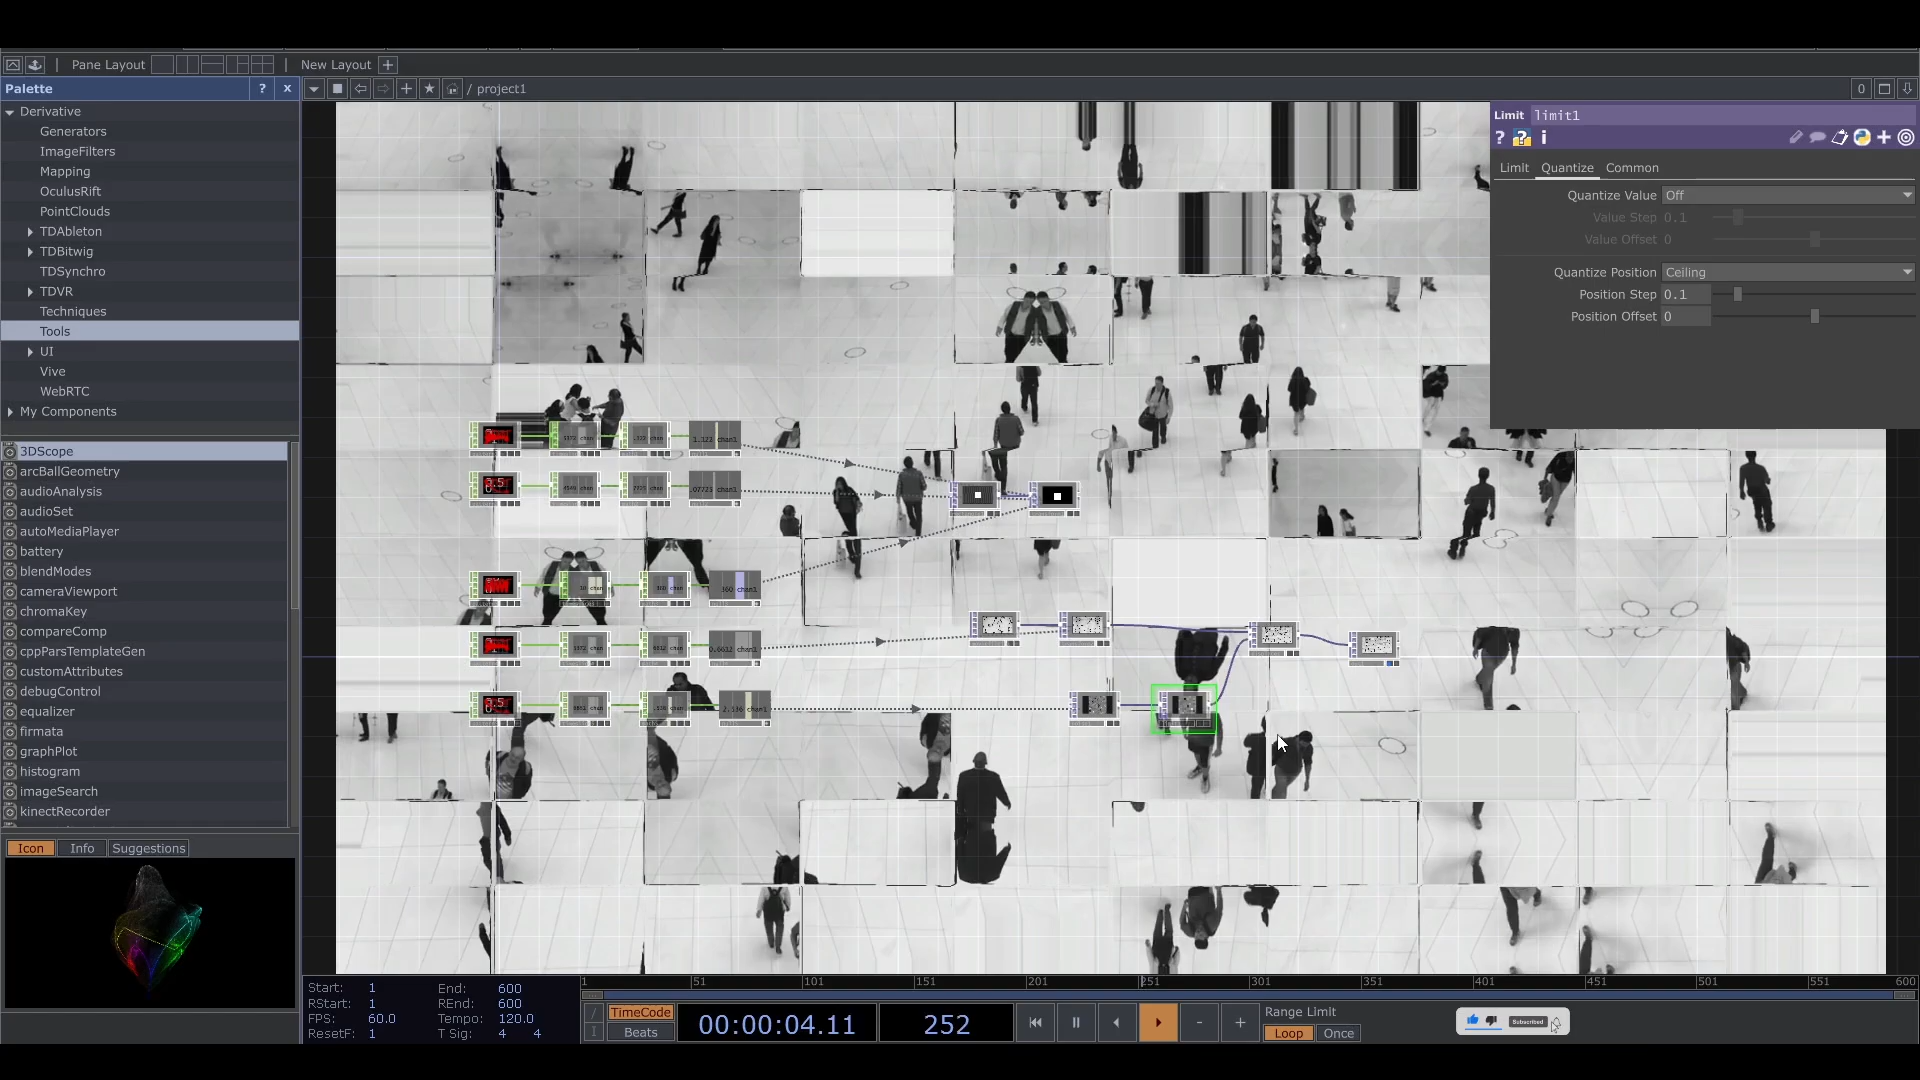 Pane Layout
New Layout
Palette
?
x
/ project1
0
Derivative
Generators
ImageFilters
Mapping
OculusRift
PointClouds
TDAbleton
TDBitwig
TDSynchro
TDVR
Techniques
Tools
UI
Vive
WebRTC
My Components
3DScope
arcBallGeometry
audioAnalysis
audioSet
autoMediaPlayer
battery
blendModes
cameraViewport
chromaKey
compareComp
cppParsTemplateGen
customAttributes
debugControl
equalizer
firmata
graphPlot
histogram
imageSearch
kinectRecorder
Icon Info Suggestions
Limit limit1
Limit Quantize Common
Quantize Value Off
Value Step 0.1
Value Offset 0
Quantize Position Ceiling
Position Step 0.1
Position Offset 0
360 chan1
Start: 1 End: 600
RStart: 1 REnd: 600
FPS: 60.0 Tempo: 120.0
ResetF: 1 T Sig: 4 4
1 51 101 151 201 251 301 351 401 451 501 551 600
TimeCode
Beats
00:00:04.11
252
Range Limit
Loop Once
Subscribed